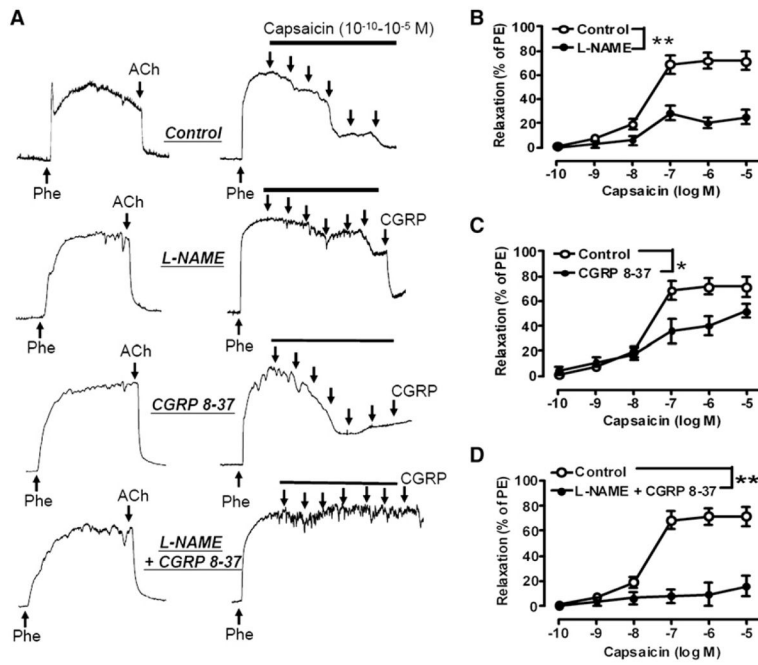 A
Capsaicin (10⁻¹⁰-10⁻⁵ M)
ACh
Control
Phe
Phe
ACh
CGRP
L-NAME
Phe
Phe
ACh
CGRP
CGRP 8-37
Phe
Phe
ACh
CGRP
L-NAME
+ CGRP 8-37
Phe
Phe
B
Control
L-NAME
**
Relaxation (% of PE)
100
80
60
40
20
0
-10 -9 -8 -7 -6 -5
Capsaicin (log M)
C
Control
CGRP 8-37
*
Relaxation (% of PE)
100
80
60
40
20
0
-10 -9 -8 -7 -6 -5
Capsaicin (log M)
D
Control
L-NAME + CGRP 8-37
**
Relaxation (% of PE)
100
80
60
40
20
0
-10 -9 -8 -7 -6 -5
Capsaicin (log M)